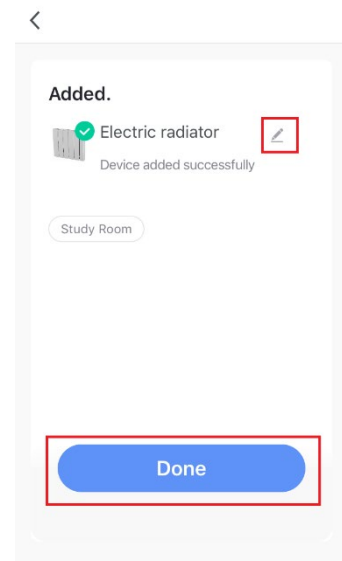 Added.
Electric radiator
Device added successfully
Study Room
Done